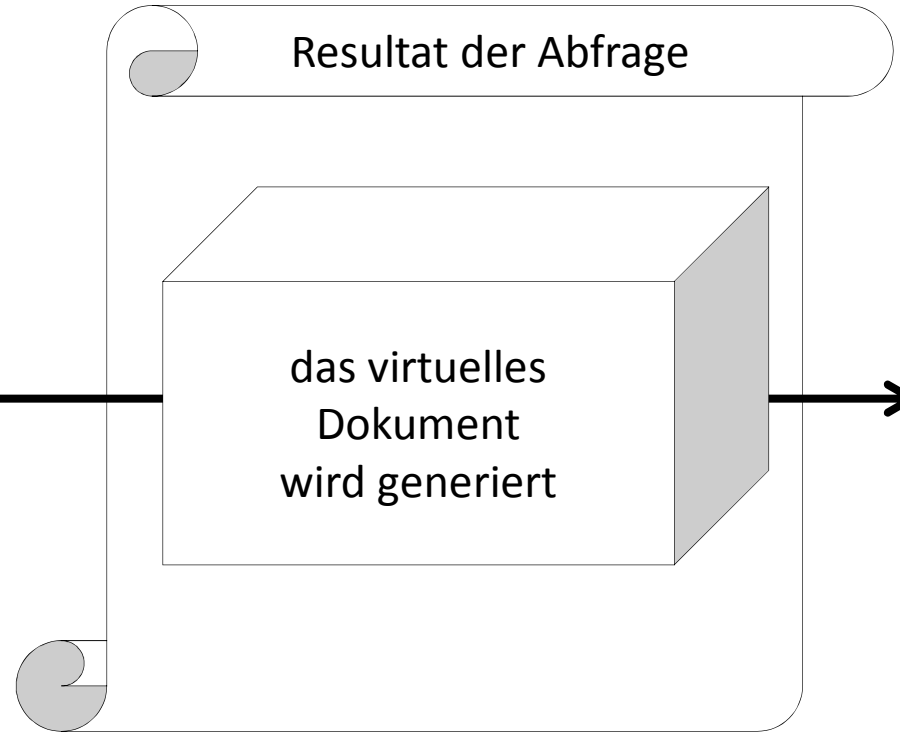 Resultat der Abfrage
das virtuelles
Dokument
wird generiert